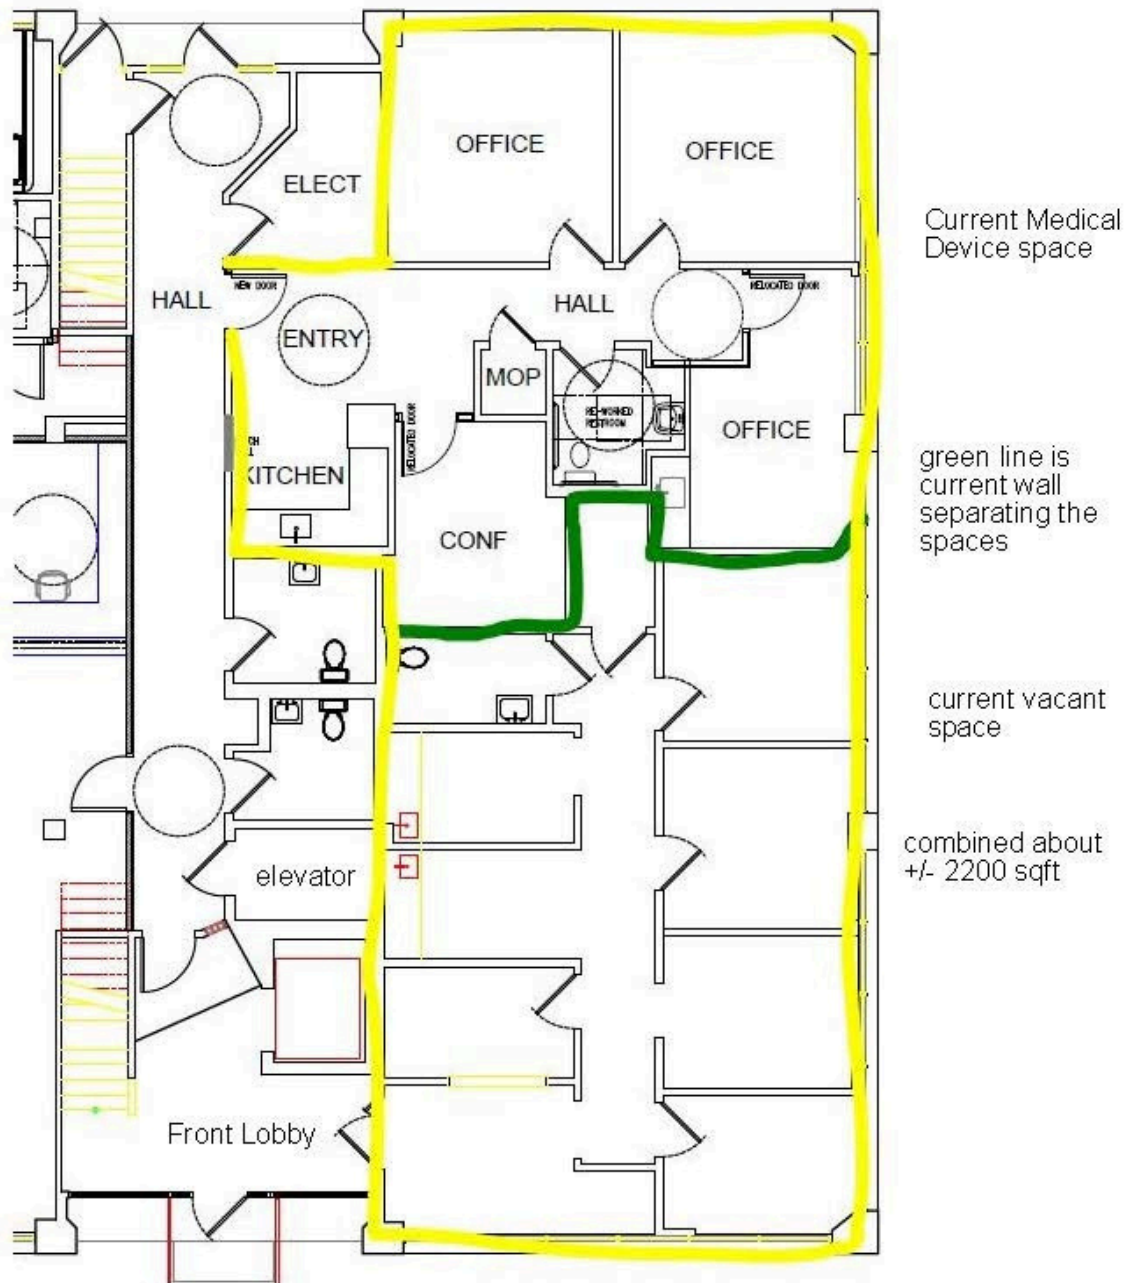 OFFICE
OFFICE
ELECT
Current Medical
Device space
HALL
NEW DOOR
HALL
RELOCATED DOOR
ENTRY
MOP
RELOCATED DOOR
RE-WORKED
RESTROOM
OFFICE
KITCHEN
CONF
green line is
current wall
separating the
spaces
current vacant
space
combined about
+/- 2200 sqft
elevator
Front Lobby